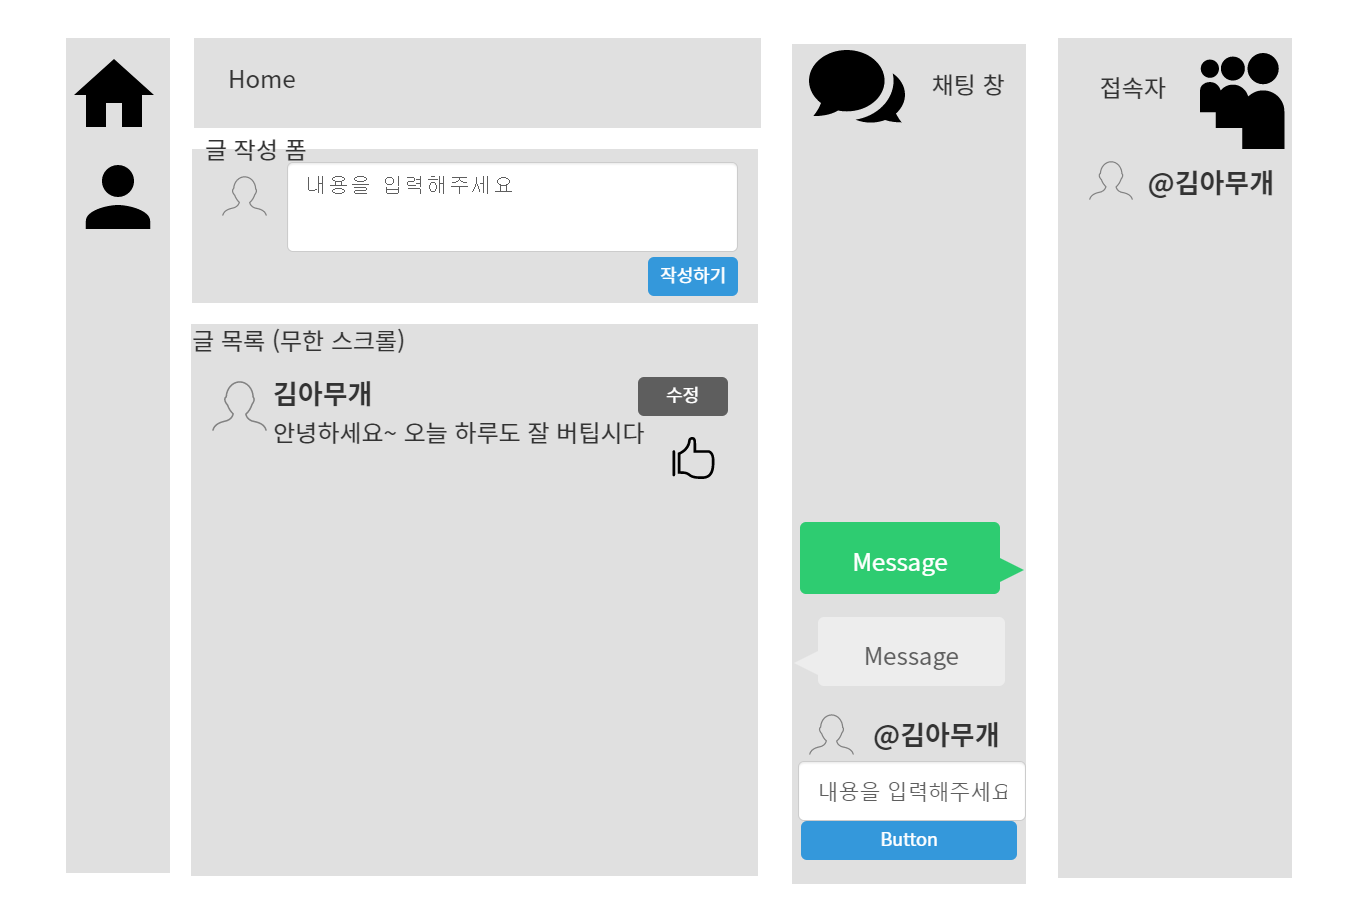 Home
글 작성 폼
내용을 입력해주세요
작성하기
글 목록 (무한 스크롤)
김아무개
수정
안녕하세요~ 오늘 하루도 잘 버팁시다
채팅 창
Message
Message
@김아무개
내용을 입력해주세요
Button
접속자
@김아무개